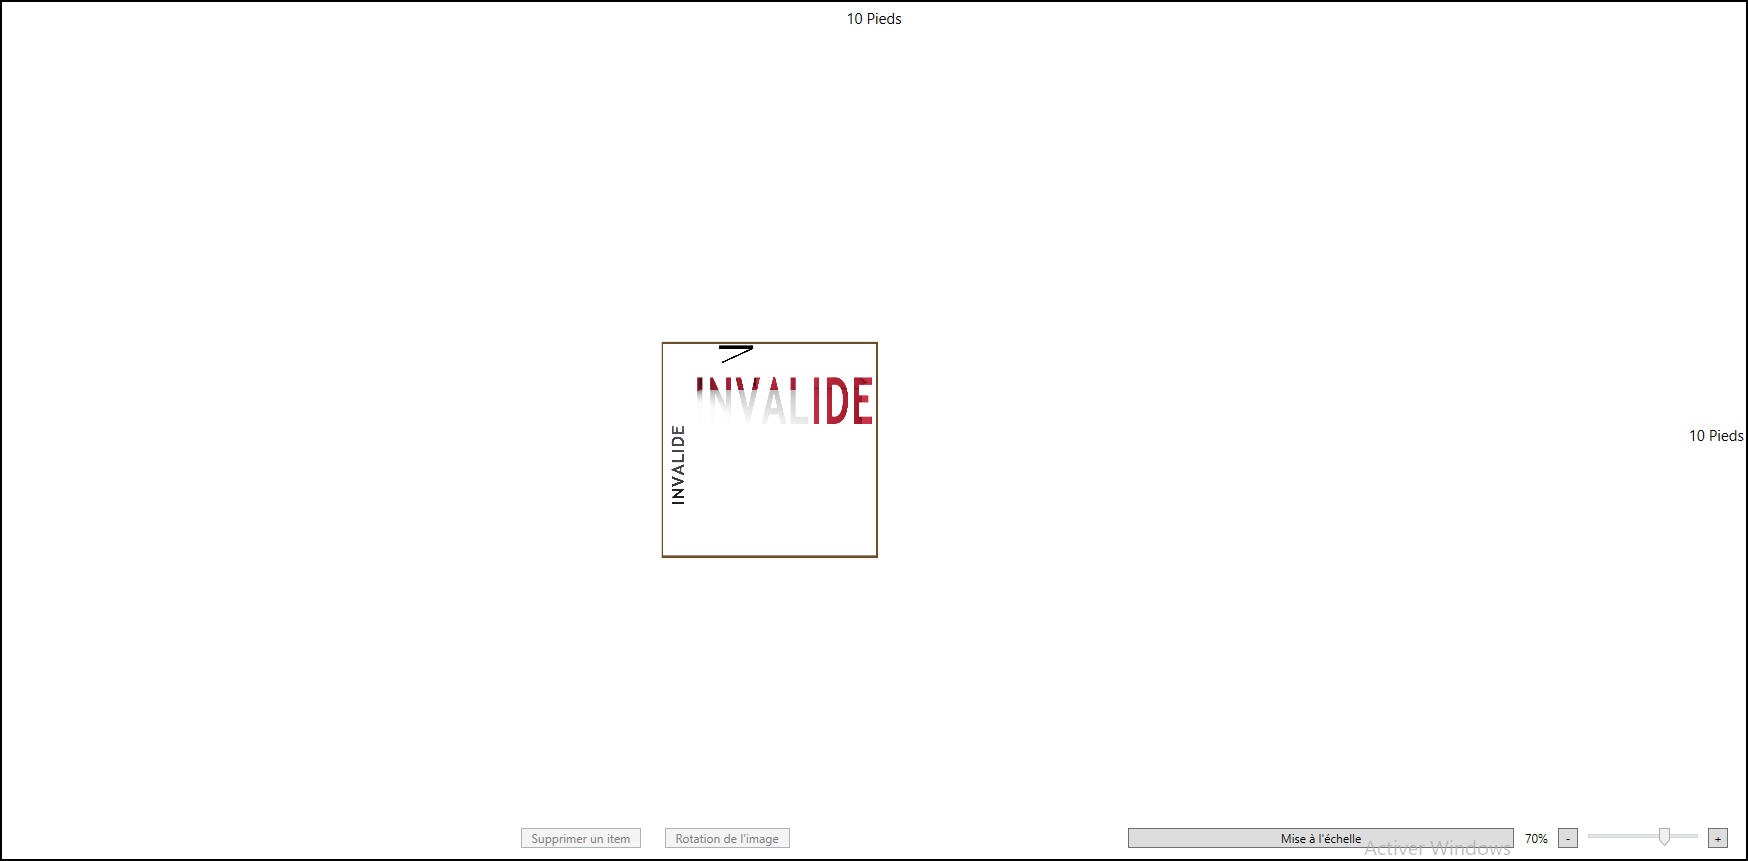 10 Pieds
INVALIDE
INVALIDE
10 Pieds
Supprimer un item
Rotation de l'image
Mise à l'échelle
70%
-
+
Activer Windows